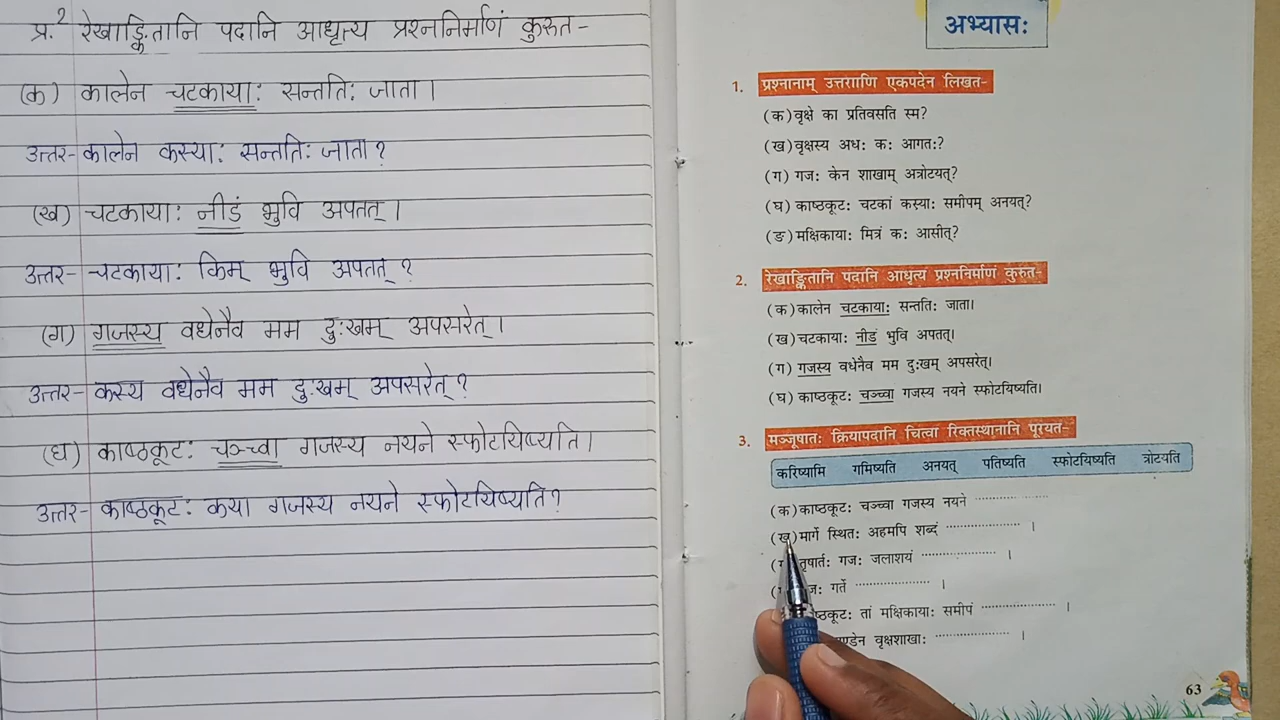 प्र.२ रेखाङ्कितानि पदानि आधृत्य प्रश्ननिर्माणं कुरुत-
(क) कालेन चटकायाः सन्ततिः जाता।
उत्तर- कालेन कस्याः सन्ततिः जाता?
(ख) चटकायाः नीडं भुवि अपतत्।
उत्तर- चटकायाः किम् भुवि अपतत्?
(ग) गजस्य वधेनैव मम दुःखम् अपसरेत्।
उत्तर- कस्य वधेनैव मम दुःखम् अपसरेत्?
(घ) काष्ठकूटः चञ्च्वा गजस्य नयने स्फोटयिष्यति।
उत्तर- काष्ठकूटः कया गजस्य नयने स्फोटयिष्यति?
अभ्यासः
1. प्रश्नानाम् उत्तराणि एकपदेन लिखत-
(क) वृक्षे का प्रतिवसति स्म?
(ख) वृक्षस्य अधः कः आगतः?
(ग) गजः केन शाखाम् अत्रोटयत्?
(घ) काष्ठकूटः चटकां कस्याः समीपम् अनयत्?
(ङ) मक्षिकायाः मित्रं कः आसीत्?
2. रेखाङ्कितानि पदानि आधृत्य प्रश्ननिर्माणं कुरुत-
(क) कालेन चटकायाः सन्ततिः जाता।
(ख) चटकायाः नीडं भुवि अपतत्।
(ग) गजस्य वधेनैव मम दुःखम् अपसरेत्।
(घ) काष्ठकूटः चञ्च्वा गजस्य नयने स्फोटयिष्यति।
3. मञ्जूषातः क्रियापदानि चित्वा रिक्तस्थानानि पूरयत-
करिष्यामि गमिष्यति अनयत् पतिष्यति स्फोटयिष्यति त्रोटयति
(क) काष्ठकूटः चञ्च्वा गजस्य नयने ....................
(ख) मार्गे स्थितः अहमपि शब्दं .................... ।
तृषार्तः गजः जलाशयं .................... ।
गर्ते .................... ।
तां मक्षिकायाः समीपं .................... ।
वृक्षशाखाः .................... ।
63